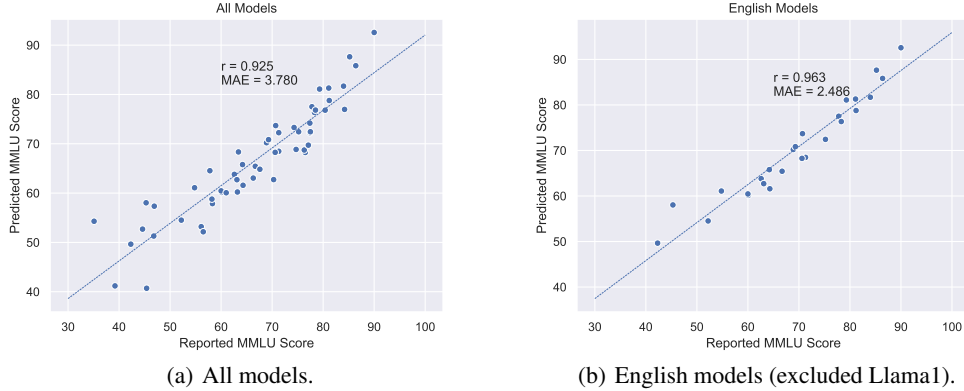 All Models
r = 0.925
MAE = 3.780
Predicted MMLU Score
90
80
70
60
50
40
30 40 50 60 70 80 90 100
Reported MMLU Score
(a) All models.
English Models
r = 0.963
MAE = 2.486
Predicted MMLU Score
90
80
70
60
50
40
30 40 50 60 70 80 90 100
Reported MMLU Score
(b) English models (excluded Llama1).